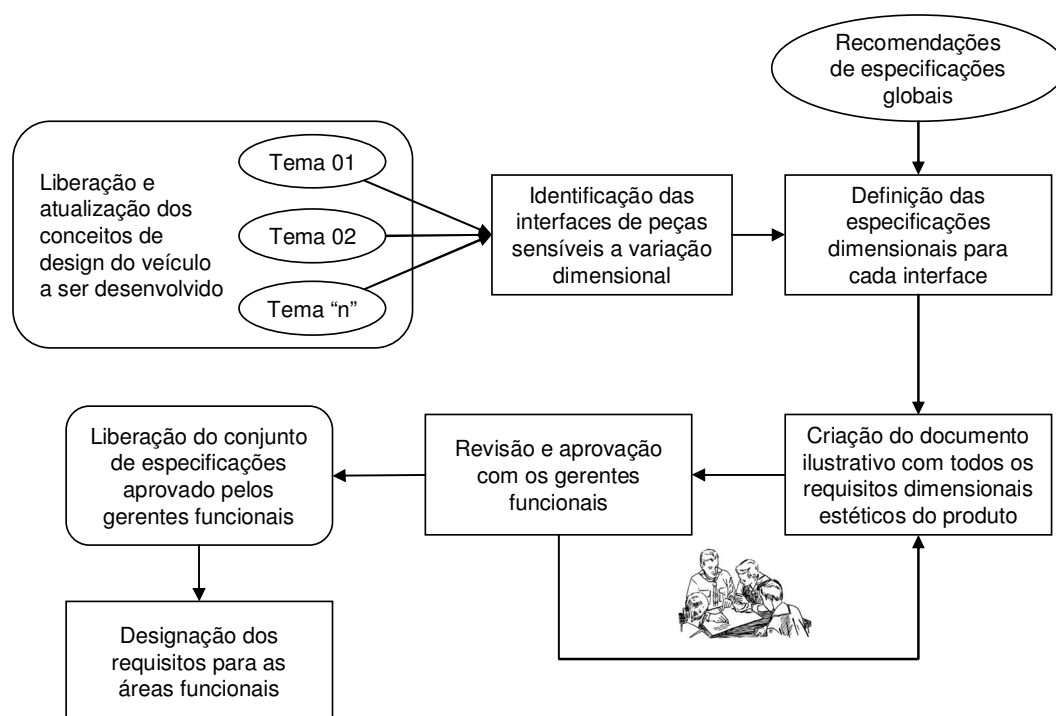 Recomendações
de especificações
globais
Liberação e
atualização dos
conceitos de
design do veículo
a ser desenvolvido
Tema 01
Tema 02
Tema “n”
Identificação das
interfaces de peças
sensíveis a variação
dimensional
Definição das
especificações
dimensionais para
cada interface
Liberação do conjunto
de especificações
aprovado pelos
gerentes funcionais
Revisão e aprovação
com os gerentes
funcionais
Criação do documento
ilustrativo com todos os
requisitos dimensionais
estéticos do produto
Designação dos
requisitos para as
áreas funcionais